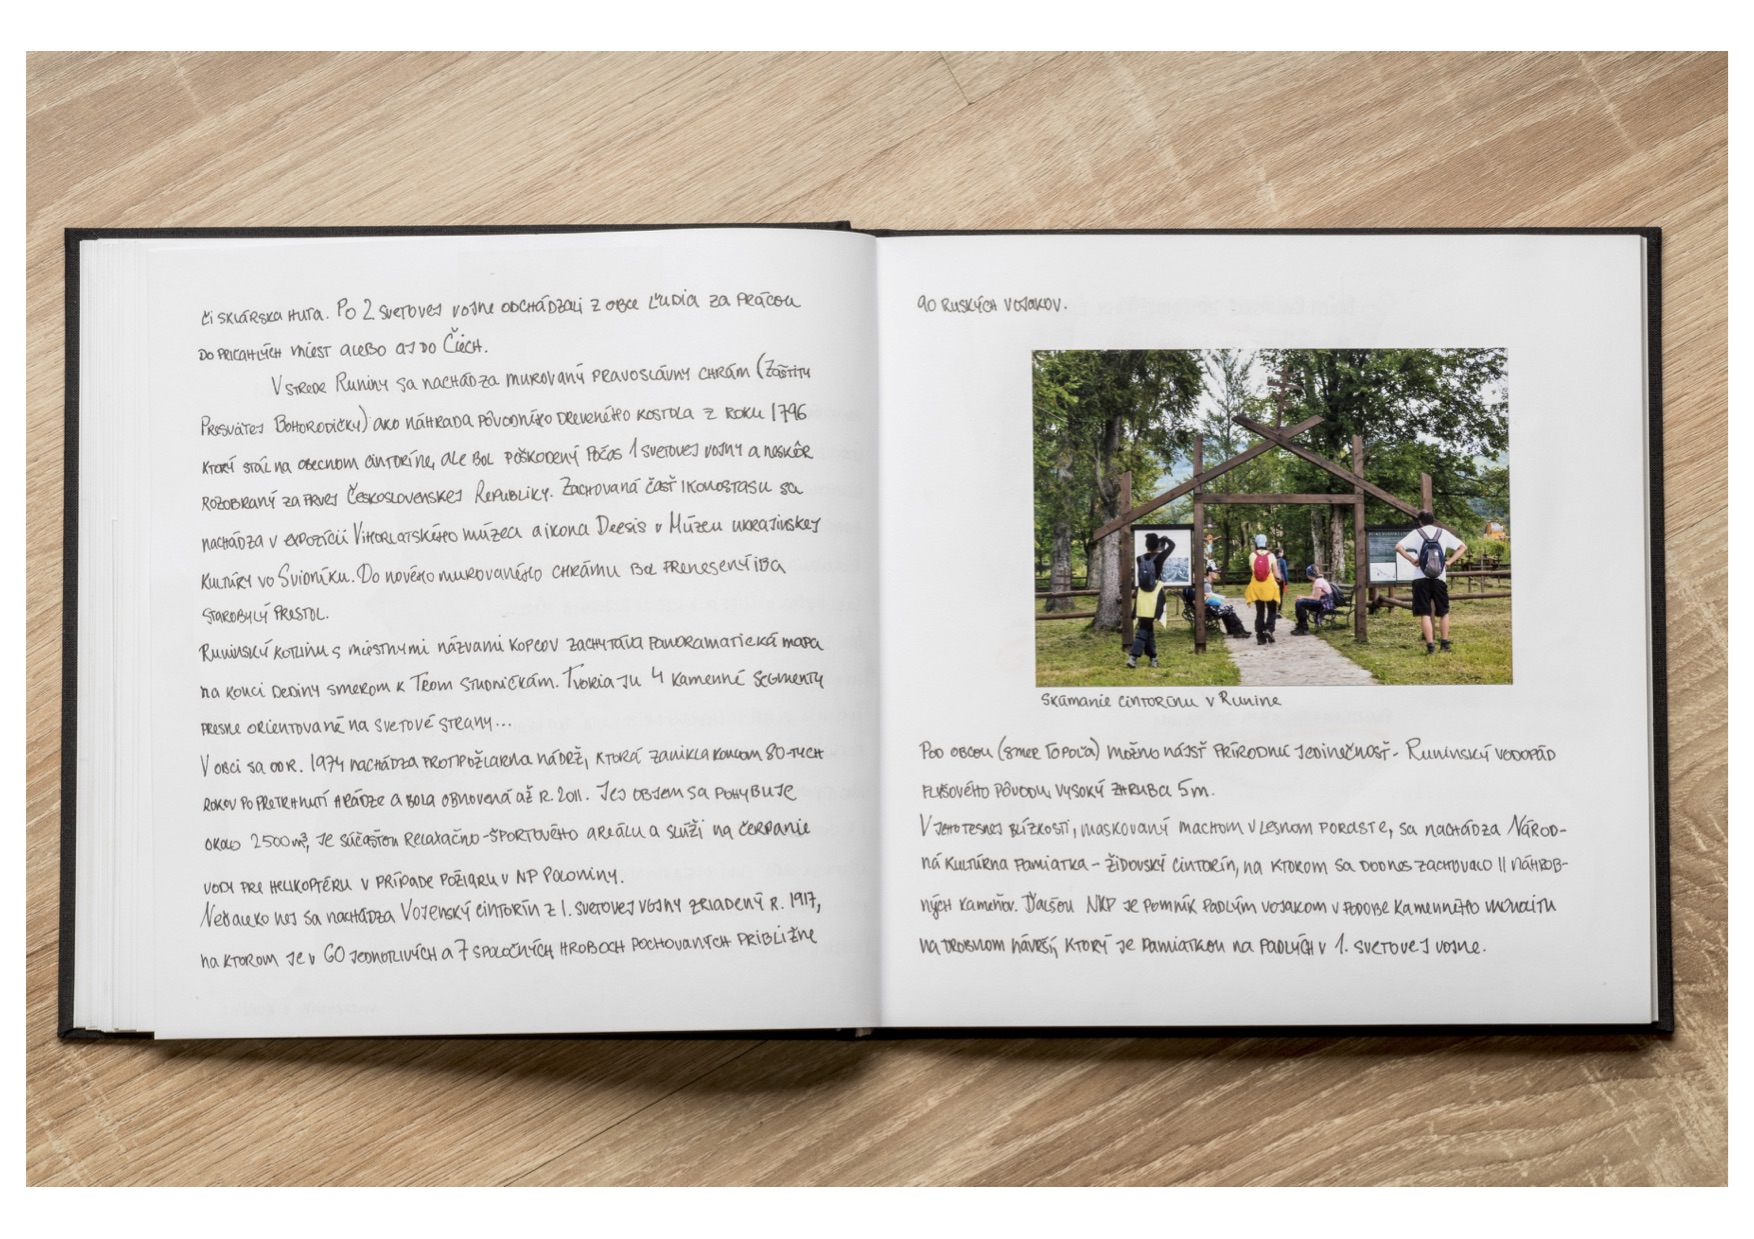 či sklárska huta. Po 2 svetovej vojne odchádzali z obce ľudia za prácou
do priľahlých miest alebo aj do Čiech.
V strede Runiny sa nachádza murovaný pravoslávny chrám (Záštitu
Presvätej Bohorodičky) ako náhrada pôvodného dreveného kostola z roku 1796
ktorý stál na obecnom cintoríne, ale bol poškodený počas 1 svetovej vojny a neskôr
rozobraný za prvej Československej Republiky. Zachovaná časť ikonostasu sa
nachádza v expozícii Vihorlatského múzea a ikona Deesis v Múzeu ukrajinskej
kultúry vo Svidníku. Do nového murovaného chrámu bol prenesený iba
starobylý prestol.
Runinskú kotlinu s miestnymi názvami kopcov zachytáva panoramatická mapa
na konci dediny smerom k Trom studničkám. Tvoria ju 4 kamenné segmenty
presne orientované na svetové strany...
V obci sa od r. 1974 nachádza protipožiarna nádrž, ktorá zanikla koncom 80-tych
rokov po pretrhnutí hrádze a bola obnovená až r. 2011. Jej objem sa pohybuje
okolo 2500m³, je súčasťou relaxačno-športového areálu a slúži na čerpanie
vody pre helikoptéru v prípade požiaru v NP Poloniny.
Neďaleko nej sa nachádza Vojenský cintorín z 1. svetovej vojny zriadený r. 1917,
na ktorom je v 60 jednotlivých a 7 spoločných hroboch pochovaných približne
90 ruských vojakov.
Skúmanie cintorínu v Runine
Pod obcou (smer Topoľa) možno nájsť prírodnú jedinečnosť - Runinský vodopád
flyšového pôvodu, vysoký zhruba 5m.
V jeho tesnej blízkosti, maskovaný machom v lesnom poraste, sa nachádza Národ-
ná kultúrna pamiatka - židovský cintorín, na ktorom sa dodnes zachovalo 11 náhrob-
ných kameňov. Ďalšou NKP je pomník padlým vojakom v podobe kamenného monolitu
na drobnom návrší, ktorý je pamiatkou na padlých v 1. svetovej vojne.